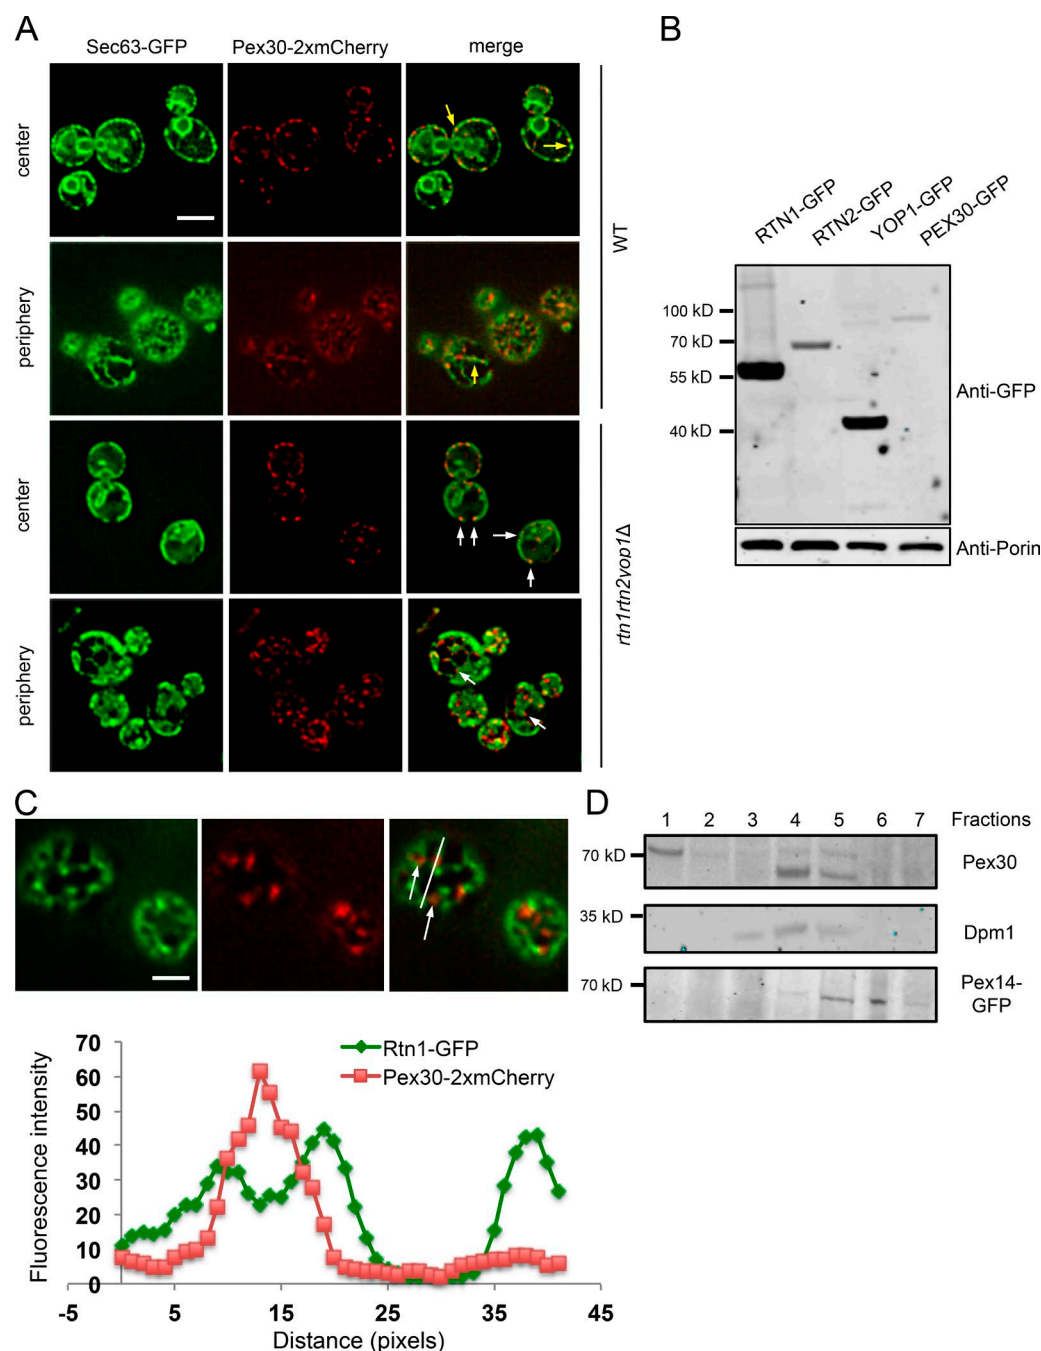 A
Sec63-GFP
Pex30-2xmCherry
merge
center
periphery
WT
center
periphery
rtn1rtn2yop1Δ
B
RTN1-GFP
RTN2-GFP
YOP1-GFP
PEX30-GFP
100 kD
70 kD
55 kD
40 kD
Anti-GFP
Anti-Porin
C
Fluorescence intensity
70
60
50
40
30
20
10
0
Rtn1-GFP
Pex30-2xmCherry
-5 5 15 25 35 45
Distance (pixels)
D
1 2 3 4 5 6 7 Fractions
70 kD
Pex30
35 kD
Dpm1
70 kD
Pex14-
GFP